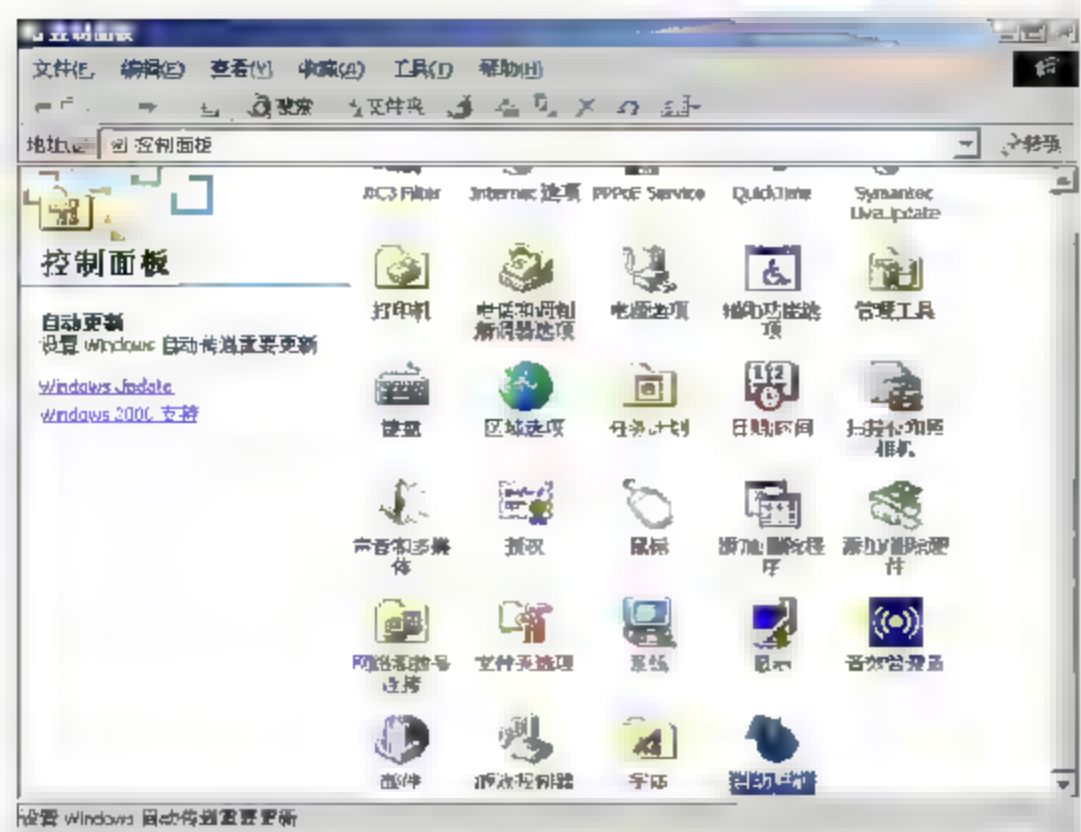 控制面板
文件(F) 编辑(E) 查看(V) 收藏(A) 工具(T) 帮助(H)
搜索 文件夹
地址(D) 控制面板 转到
AC3 Filter Internet 选项 PPPoE Service QuickTime Symantec
LiveUpdate
控制面板
打印机 电话和调制 电源选项 辅助功能选 管理工具
解调器选项 项
自动更新
设置 Windows 自动传送重要更新
Windows Update
Windows 2000 支持
键盘 区域选项 任务计划 日期/时间 扫描仪和照
相机
声音和多媒 授权 鼠标 添加/删除程 添加/删除硬
体 序 件
网络和拨号 文件夹选项 系统 显示 音效管理员
连接
邮件 游戏控制器 字体 自动更新
设置 Windows 自动传送重要更新